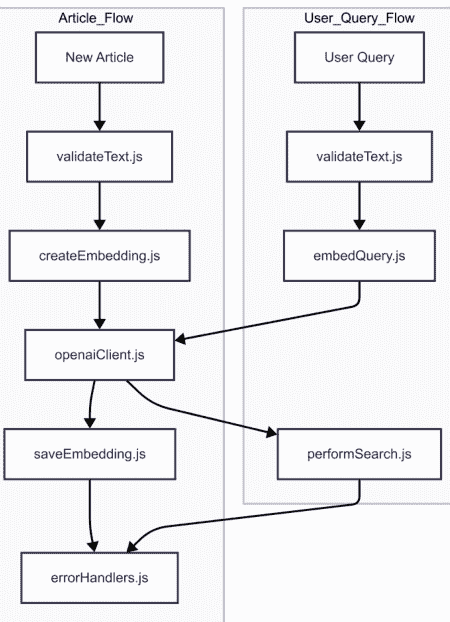 Article_Flow
New Article
validateText.js
createEmbedding.js
openaiClient.js
saveEmbedding.js
errorHandlers.js
User_Query_Flow
User Query
validateText.js
embedQuery.js
performSearch.js